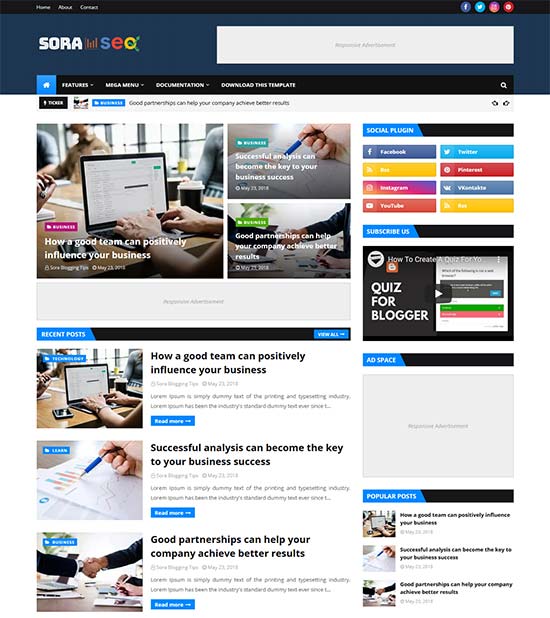 Home About Contact
SORA SEO
Responsive Advertisement
FEATURES MEGA MENU DOCUMENTATION DOWNLOAD THIS TEMPLATE
TICKER BUSINESS Good partnerships can help your company achieve better results
BUSINESS
How a good team can positively
influence your business
Sora Blogging Tips May 23, 2018
BUSINESS
Successful analysis can
become the key to your
business success
May 23, 2018
BUSINESS
Good partnerships can help
your company achieve better
results
May 23, 2018
Responsive Advertisement
RECENT POSTS VIEW ALL
TECHNOLOGY
How a good team can positively
influence your business
Sora Blogging Tips May 23, 2018
Lorem Ipsum is simply dummy text of the printing and typesetting industry.
Lorem Ipsum has been the industry's standard dummy text ever since t...
Read more
LEARN
Successful analysis can become the key
to your business success
Sora Blogging Tips May 23, 2018
Lorem Ipsum is simply dummy text of the printing and typesetting industry.
Lorem Ipsum has been the industry's standard dummy text ever since t...
Read more
BUSINESS
Good partnerships can help your
company achieve better results
Sora Blogging Tips May 23, 2018
Lorem Ipsum is simply dummy text of the printing and typesetting industry.
Lorem Ipsum has been the industry's standard dummy text ever since t...
Read more
SOCIAL PLUGIN
Facebook Twitter
Rss Pinterest
Instagram VKontakte
YouTube Rss
SUBSCRIBE US
How To Create A Quiz For Yo
QUIZ
FOR
BLOGGER
AD SPACE
Responsive Advertisement
POPULAR POSTS
How a good team can positively influence
your business
May 23, 2018
Successful analysis can become the key to
your business success
May 23, 2018
Good partnerships can help your company
achieve better results
May 23, 2018